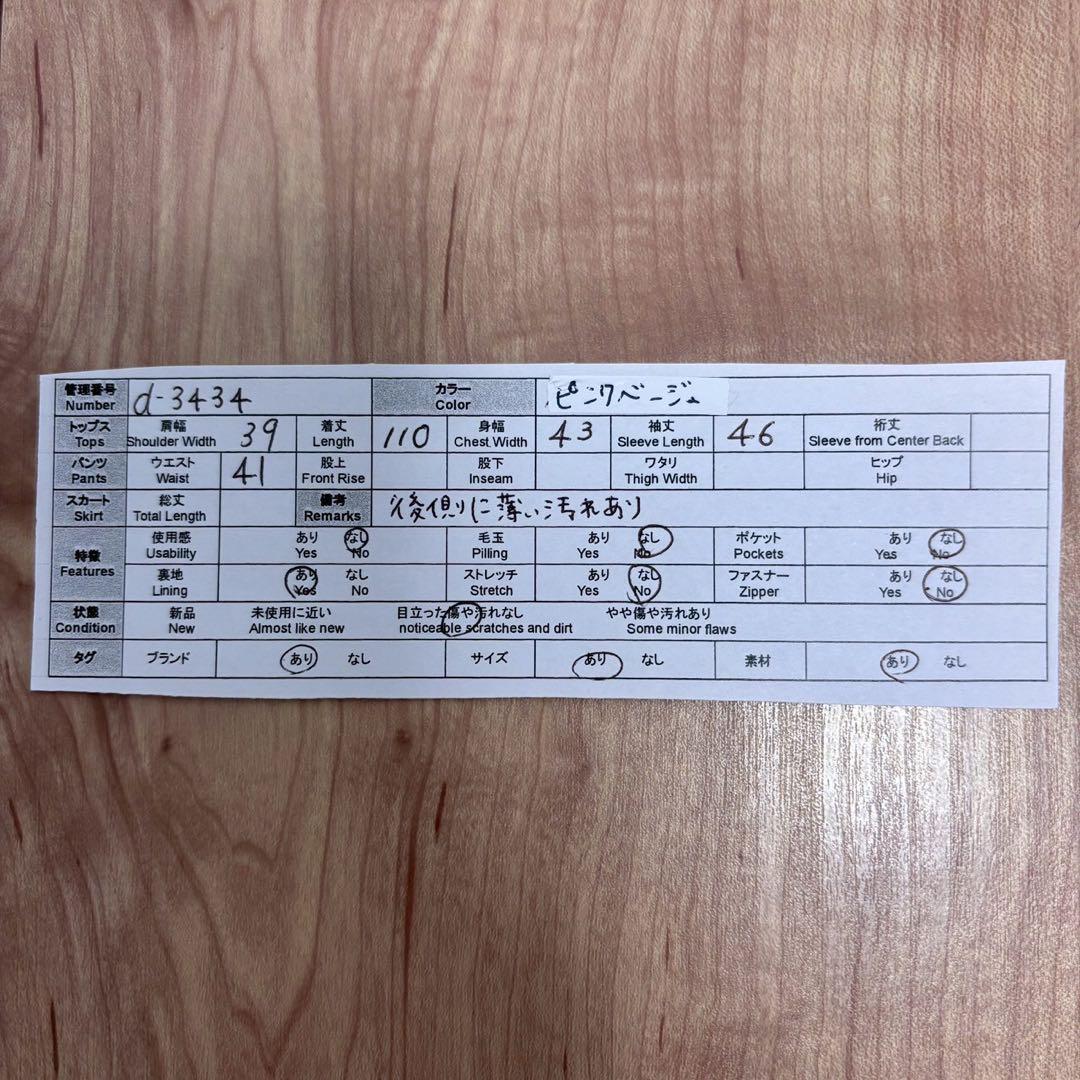 管理番号 Number d-3434 カラー Color ピンクベージュ
トップス Tops 肩幅 Shoulder Width 39 着丈 Length 110 身幅 Chest Width 43 袖丈 Sleeve Length 46 裄丈 Sleeve from Center Back
パンツ Pants ウエスト Waist 41 股上 Front Rise 股下 Inseam ワタリ Thigh Width ヒップ Hip
スカート Skirt 総丈 Total Length 備考 Remarks 後側に薄い汚れあり
特徴 Features 使用感 Usability あり Yes なし No 毛玉 Pilling あり Yes なし No ポケット Pockets あり Yes なし No
裏地 Lining あり Yes なし No ストレッチ Stretch あり Yes なし No ファスナー Zipper あり Yes なし No
状態 Condition 新品 New 未使用に近い Almost like new 目立った傷や汚れなし noticeable scratches and dirt やや傷や汚れあり Some minor flaws
タグ ブランド あり なし サイズ あり なし 素材 あり なし